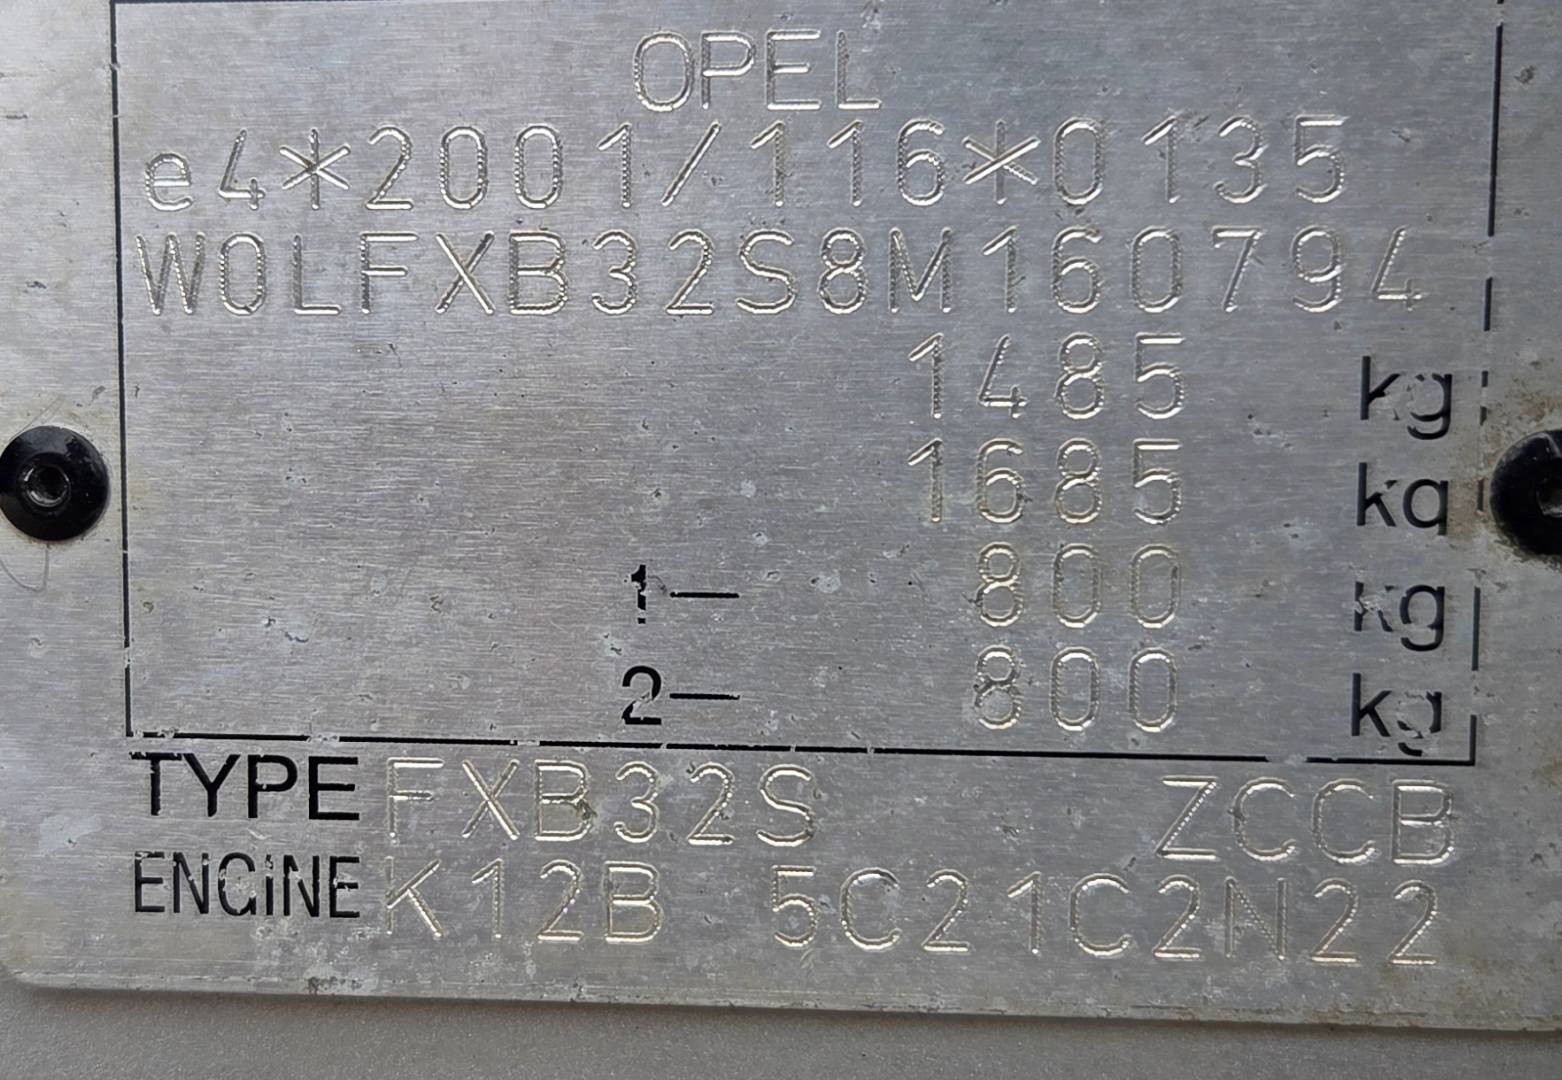 OPEL
e4*2001/116*0135
W0LFXB32S8M160794
1485 kg
1685 kg
1– 800 kg
2– 800 kg
TYPE FXB32S ZCCB
ENGINE K12B 5C21C2N22